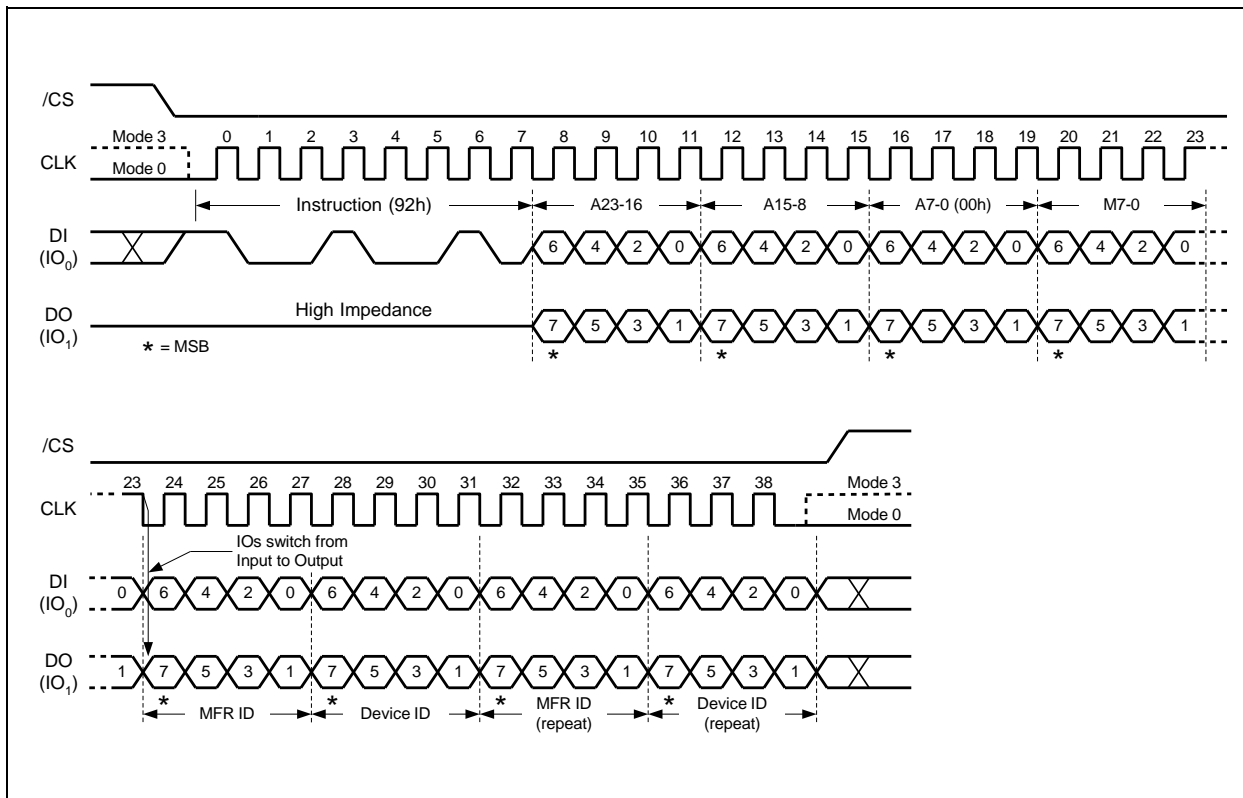 /CS
Mode 3
0 1 2 3 4 5 6 7 8 9 10 11 12 13 14 15 16 17 18 19 20 21 22 23
CLK
Mode 0
Instruction (92h) A23-16 A15-8 A7-0 (00h) M7-0
DI
(IO0)
6 4 2 0 6 4 2 0 6 4 2 0 6 4 2 0
High Impedance
DO
(IO1)
7 5 3 1 7 5 3 1 7 5 3 1 7 5 3 1
* = MSB
* * * *
/CS
23 24 25 26 27 28 29 30 31 32 33 34 35 36 37 38
Mode 3
CLK
Mode 0
IOs switch from
Input to Output
DI
(IO0)
0 6 4 2 0 6 4 2 0 6 4 2 0 6 4 2 0
DO
(IO1)
1 7 5 3 1 7 5 3 1 7 5 3 1 7 5 3 1
* * * *
MFR ID Device ID MFR ID
(repeat)
Device ID
(repeat)